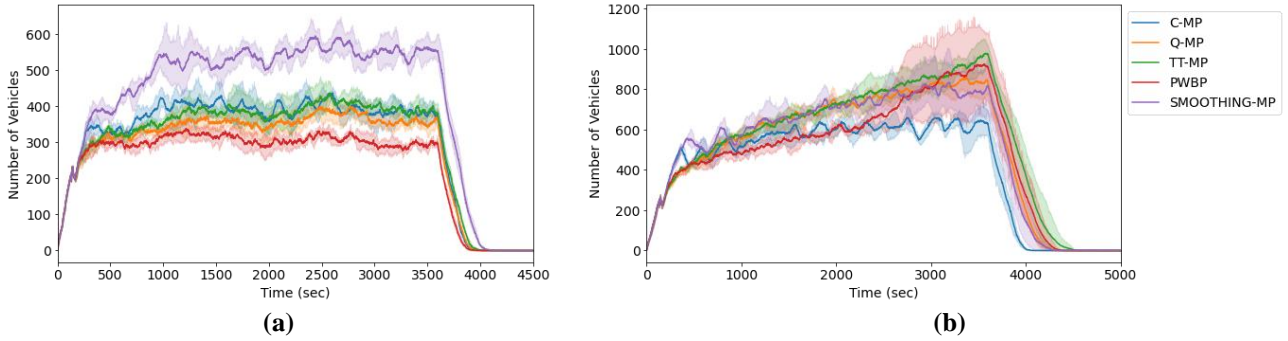 600
500
400
300
200
100
0
Number of Vehicles
0 500 1000 1500 2000 2500 3000 3500 4000 4500
Time (sec)
(a)
1200
1000
800
600
400
200
0
Number of Vehicles
0 1000 2000 3000 4000 5000
Time (sec)
(b)
C-MP
Q-MP
TT-MP
PWBP
SMOOTHING-MP